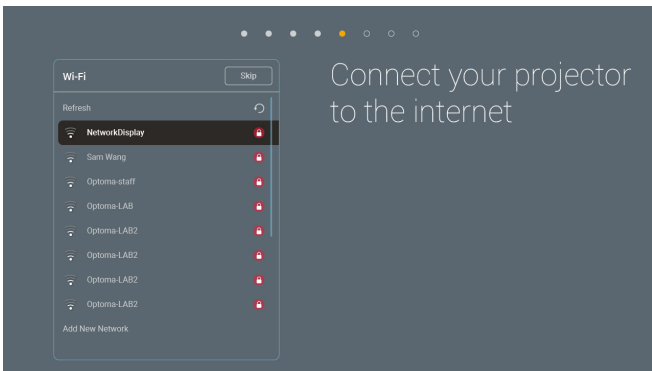 Wi-Fi
Skip
Refresh
NetworkDisplay
Sam Wang
Optoma-staff
Optoma-LAB
Optoma-LAB2
Optoma-LAB2
Optoma-LAB2
Optoma-LAB2
Add New Network
Connect your projector
to the internet